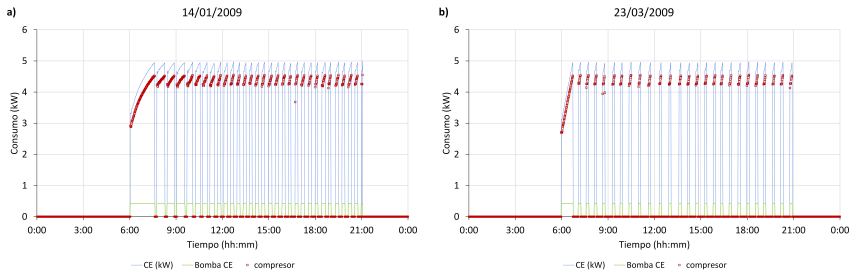 a)
14/01/2009
Consumo (kW)
6
5
4
3
2
1
0
0:00 3:00 6:00 9:00 12:00 15:00 18:00 21:00 0:00
Tiempo (hh:mm)
CE (kW) Bomba CE compresor
b)
23/03/2009
Consumo (kW)
6
5
4
3
2
1
0
0:00 3:00 6:00 9:00 12:00 15:00 18:00 21:00 0:00
Tiempo (hh:mm)
CE (kW) Bomba CE compresor